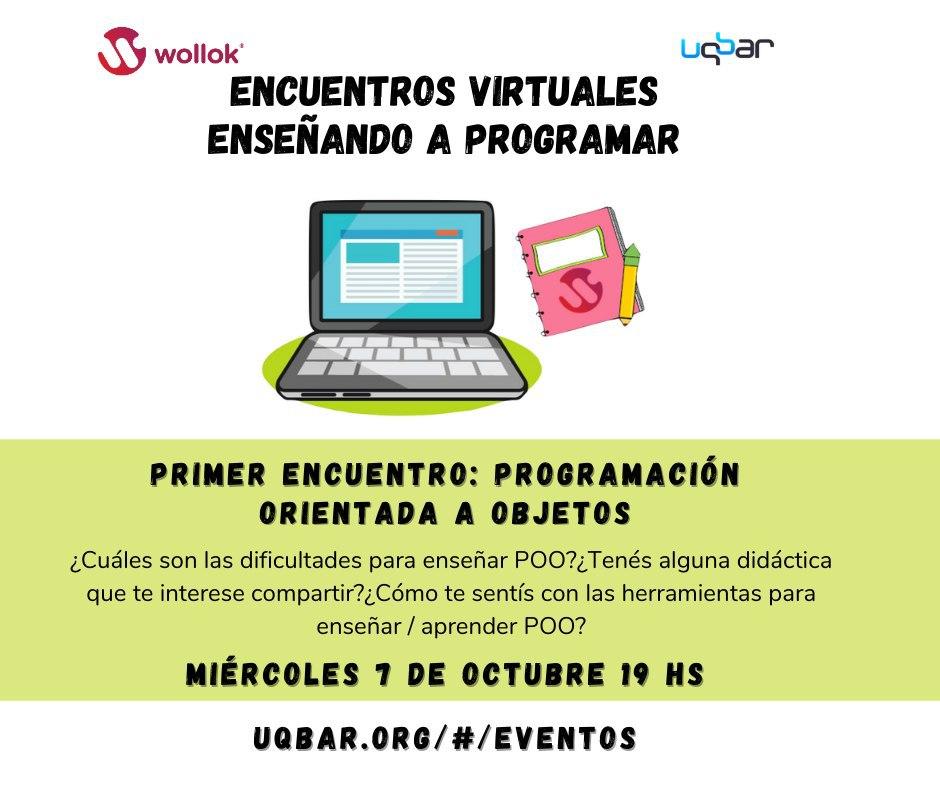 wollok
uqbar
ENCUENTROS VIRTUALES
ENSEÑANDO A PROGRAMAR
PRIMER ENCUENTRO: PROGRAMACIÓN
ORIENTADA A OBJETOS
¿Cuáles son las dificultades para enseñar POO?¿Tenés alguna didáctica
que te interese compartir?¿Cómo te sentís con las herramientas para
enseñar / aprender POO?
MIÉRCOLES 7 DE OCTUBRE 19 HS
UQBAR.ORG/#/EVENTOS